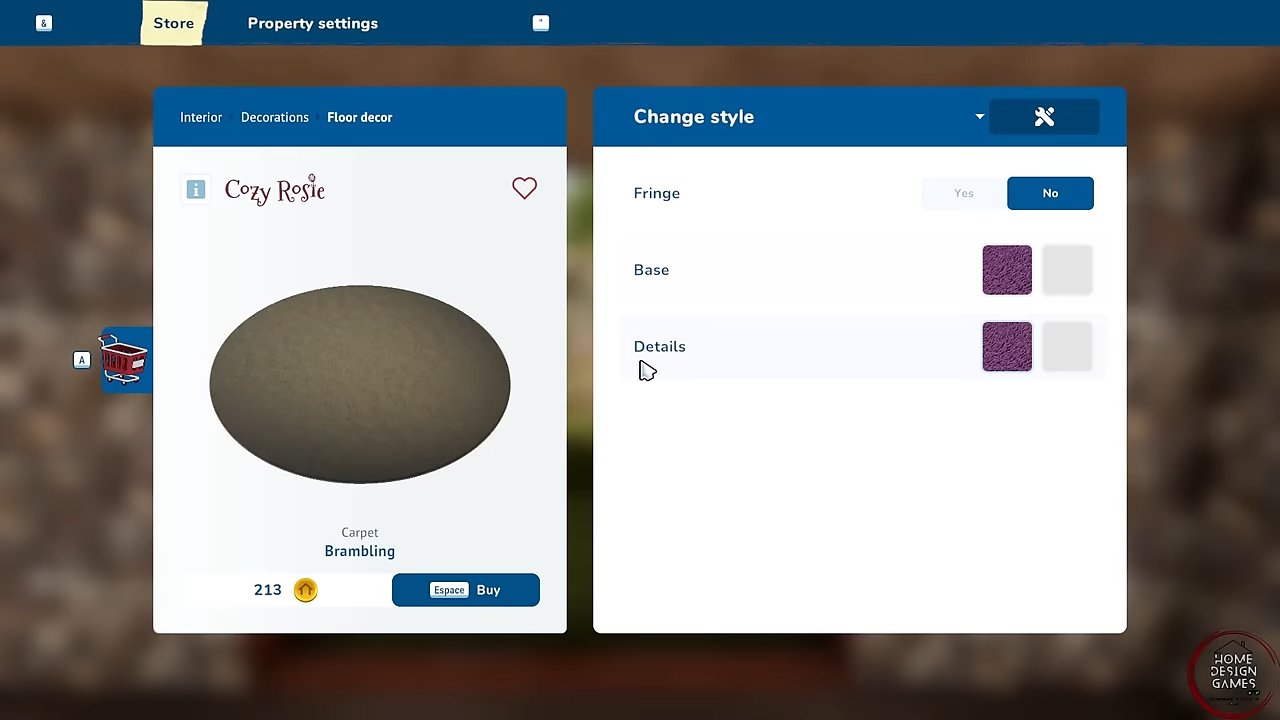 &
Store
Property settings
"
Interior
Decorations
Floor decor
i
Cozy Rosie
A
Carpet
Brambling
213
Espace
Buy
Change style
Fringe
Yes
No
Base
Details
HOME
DESIGN
GAMES